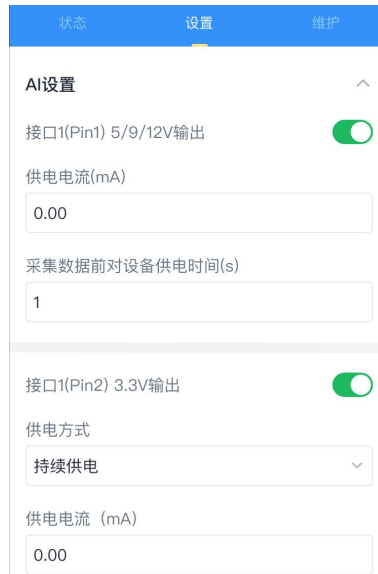 状态 设置 维护
AI设置
接口1(Pin1) 5/9/12V输出
供电电流(mA)
0.00
采集数据前对设备供电时间(s)
1
接口1(Pin2) 3.3V输出
供电方式
持续供电
供电电流（mA）
0.00